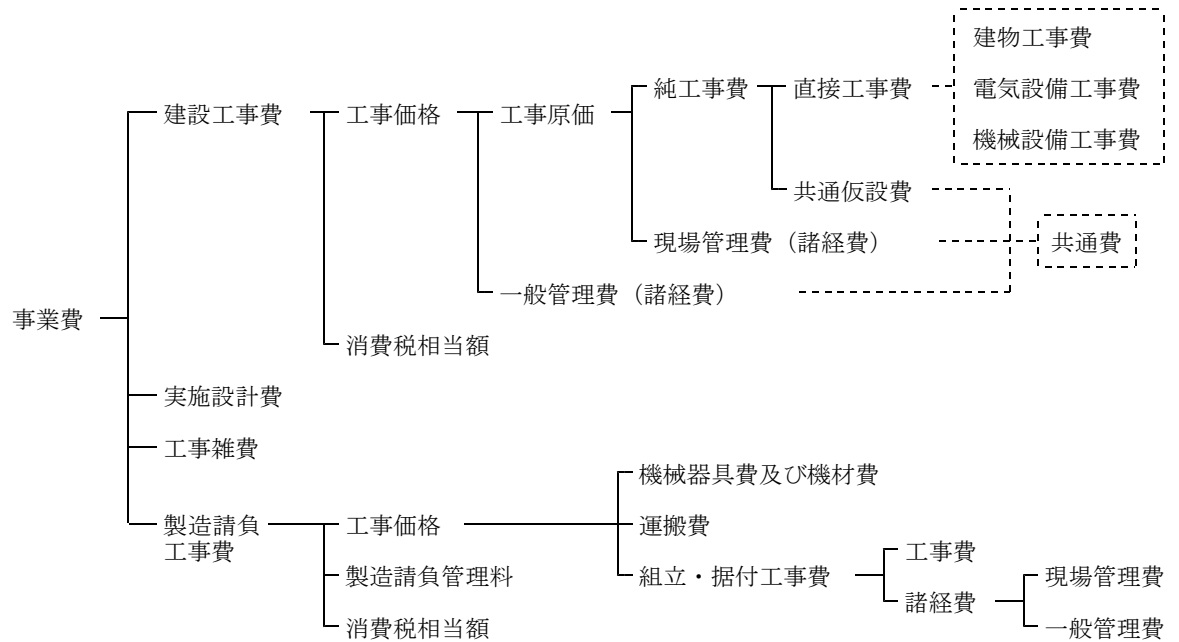 建物工事費
純工事費
直接工事費
電気設備工事費
建設工事費
工事価格
工事原価
機械設備工事費
共通仮設費
現場管理費(諸経費)
共通費
一般管理費(諸経費)
事業費
消費税相当額
実施設計費
工事雑費
機械器具費及び機材費
製造請負
工事費
工事価格
運搬費
工事費
製造請負管理料
組立・据付工事費
現場管理費
諸経費
消費税相当額
一般管理費